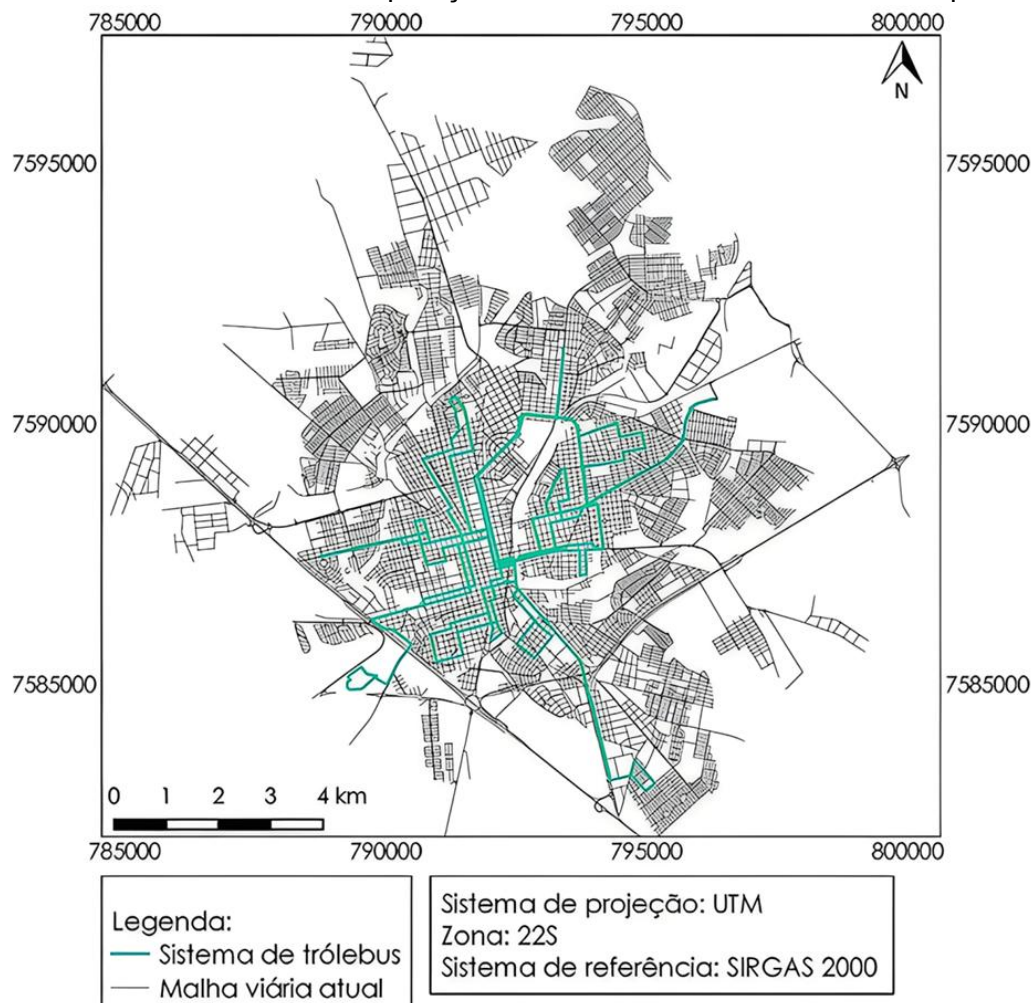 785000 790000 795000 800000
N
7595000 7595000
7590000 7590000
7585000 7585000
0 1 2 3 4 km
785000 790000 795000 800000
Legenda:
Sistema de trólebus
Malha viária atual
Sistema de projeção: UTM
Zona: 22S
Sistema de referência: SIRGAS 2000